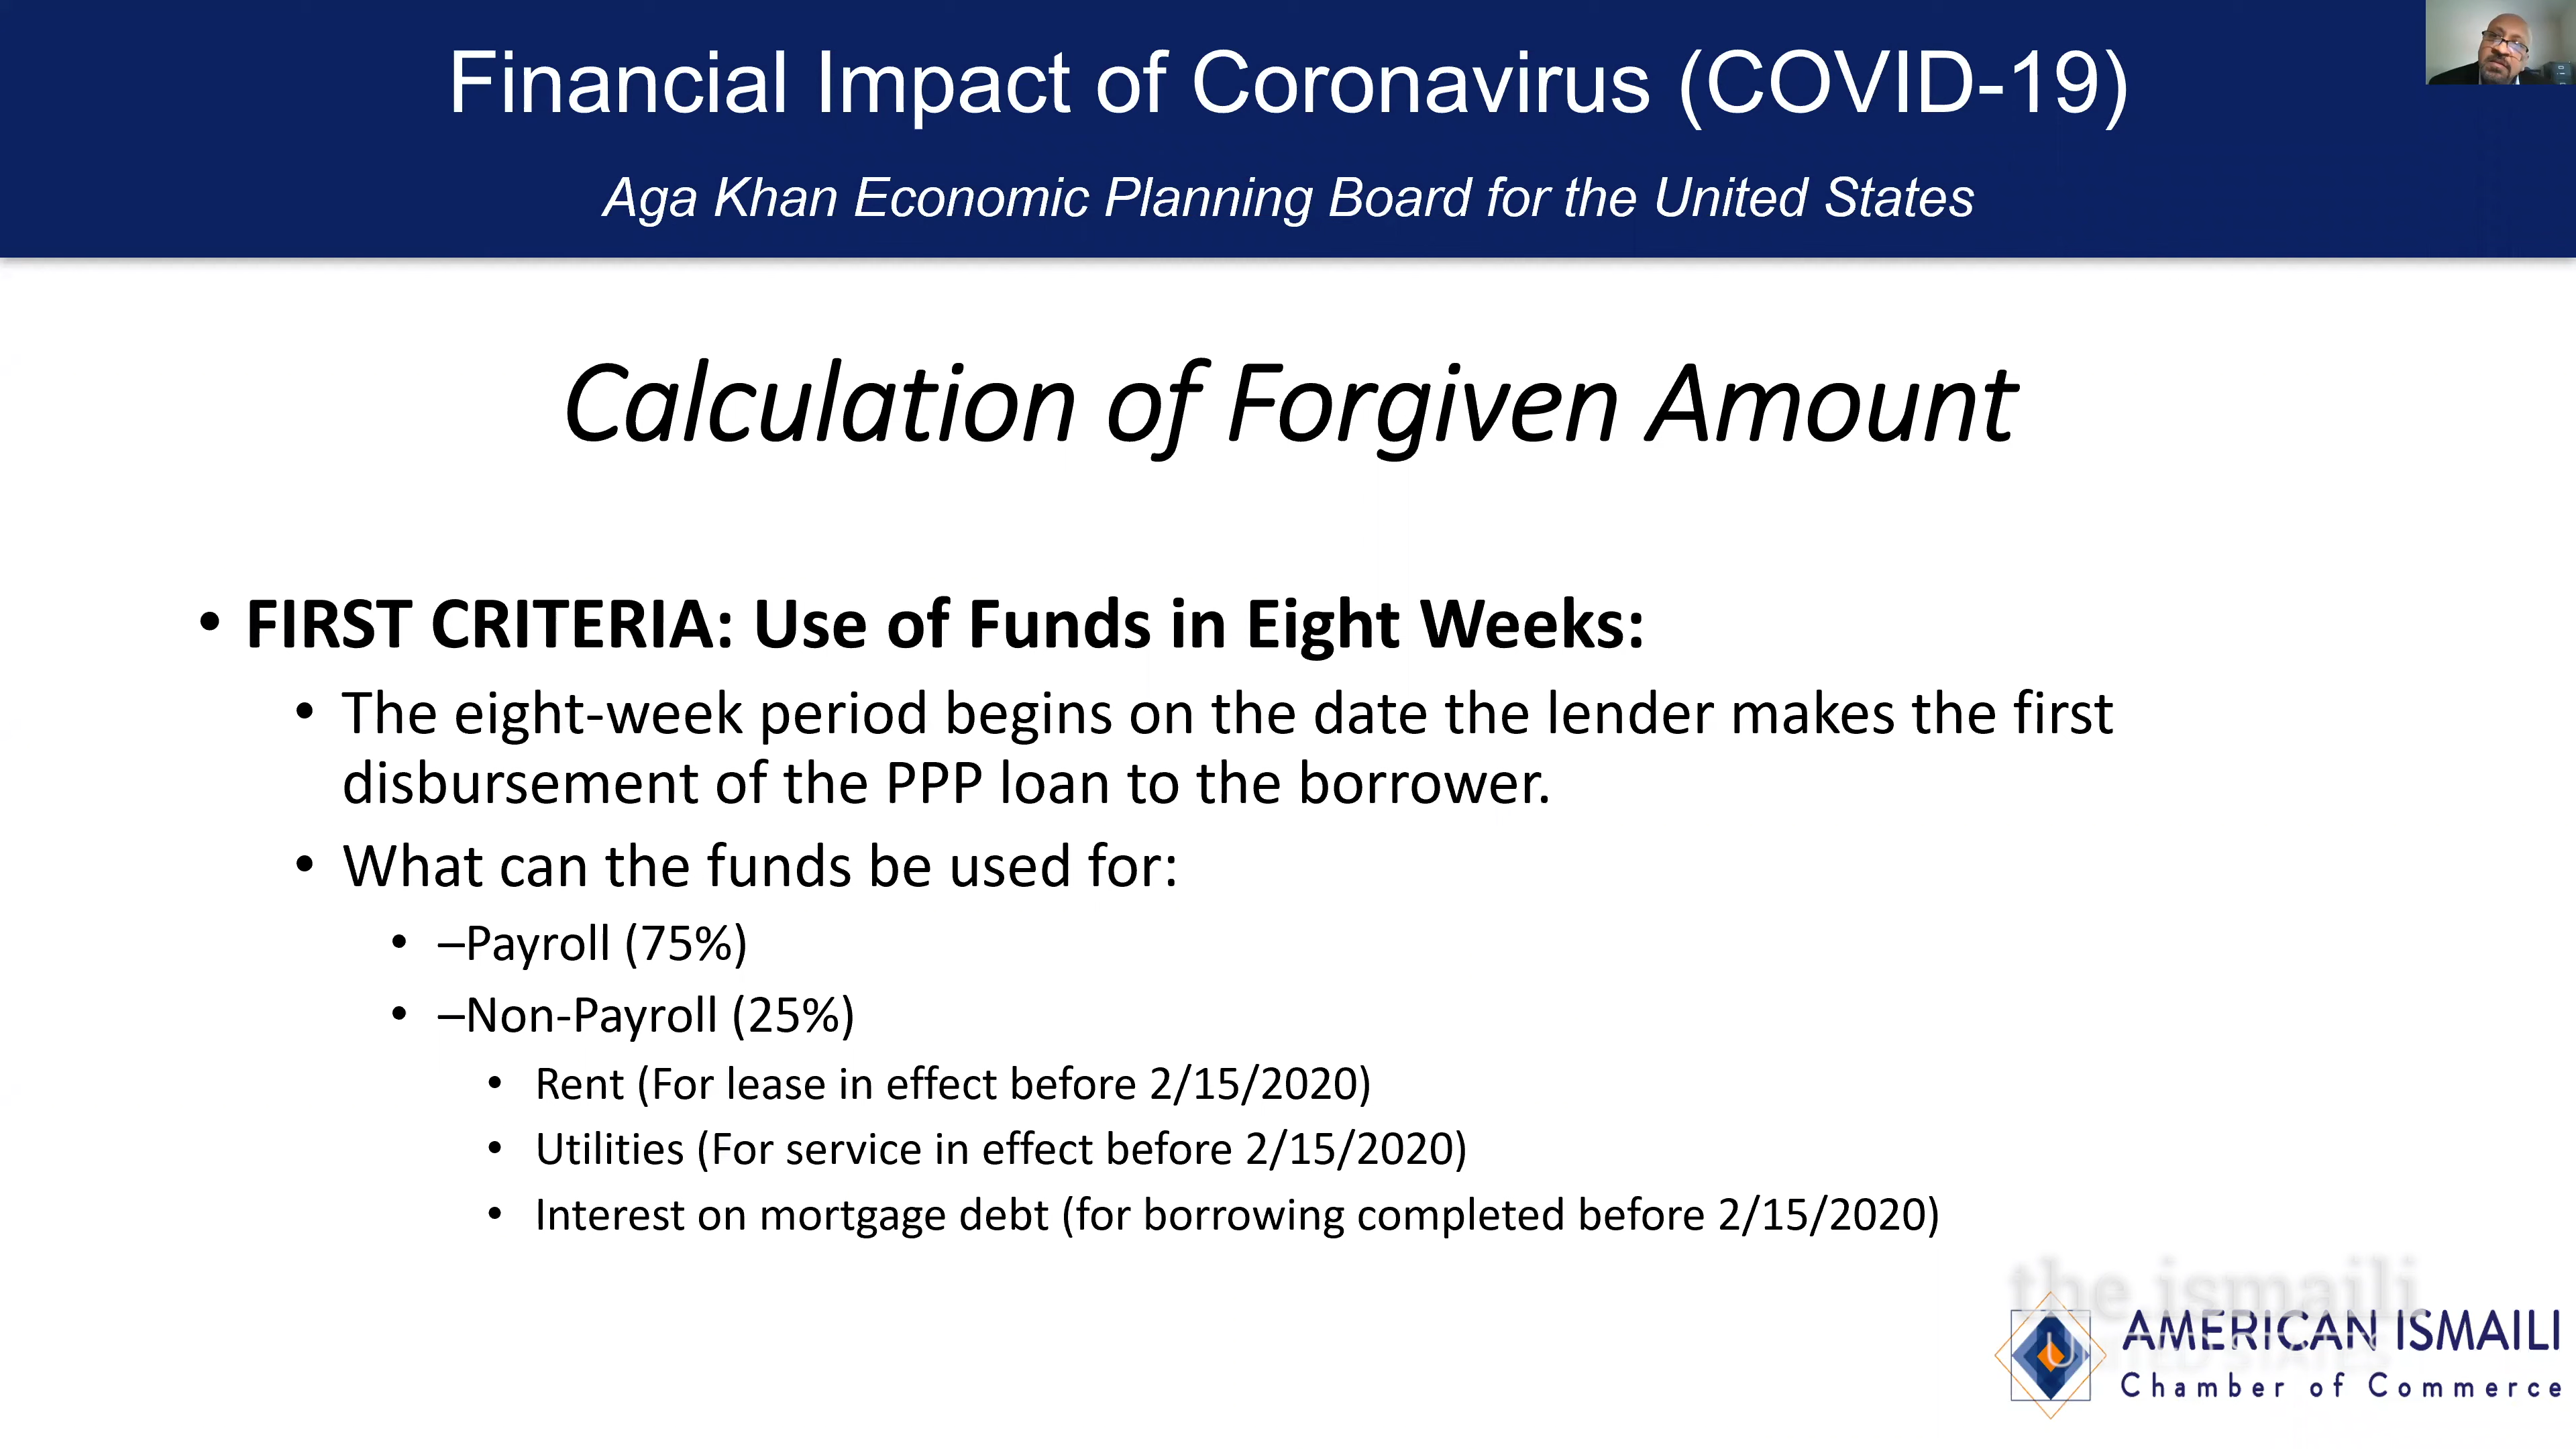 Financial Impact of Coronavirus (COVID-19)
Aga Khan Economic Planning Board for the United States
Calculation of Forgiven Amount
• FIRST CRITERIA: Use of Funds in Eight Weeks:
• The eight-week period begins on the date the lender makes the first
disbursement of the PPP loan to the borrower.
• What can the funds be used for:
• –Payroll (75%)
• –Non-Payroll (25%)
• Rent (For lease in effect before 2/15/2020)
• Utilities (For service in effect before 2/15/2020)
• Interest on mortgage debt (for borrowing completed before 2/15/2020)
the.ismaili
UNITED STATES
AMERICAN ISMAILI
Chamber of Commerce